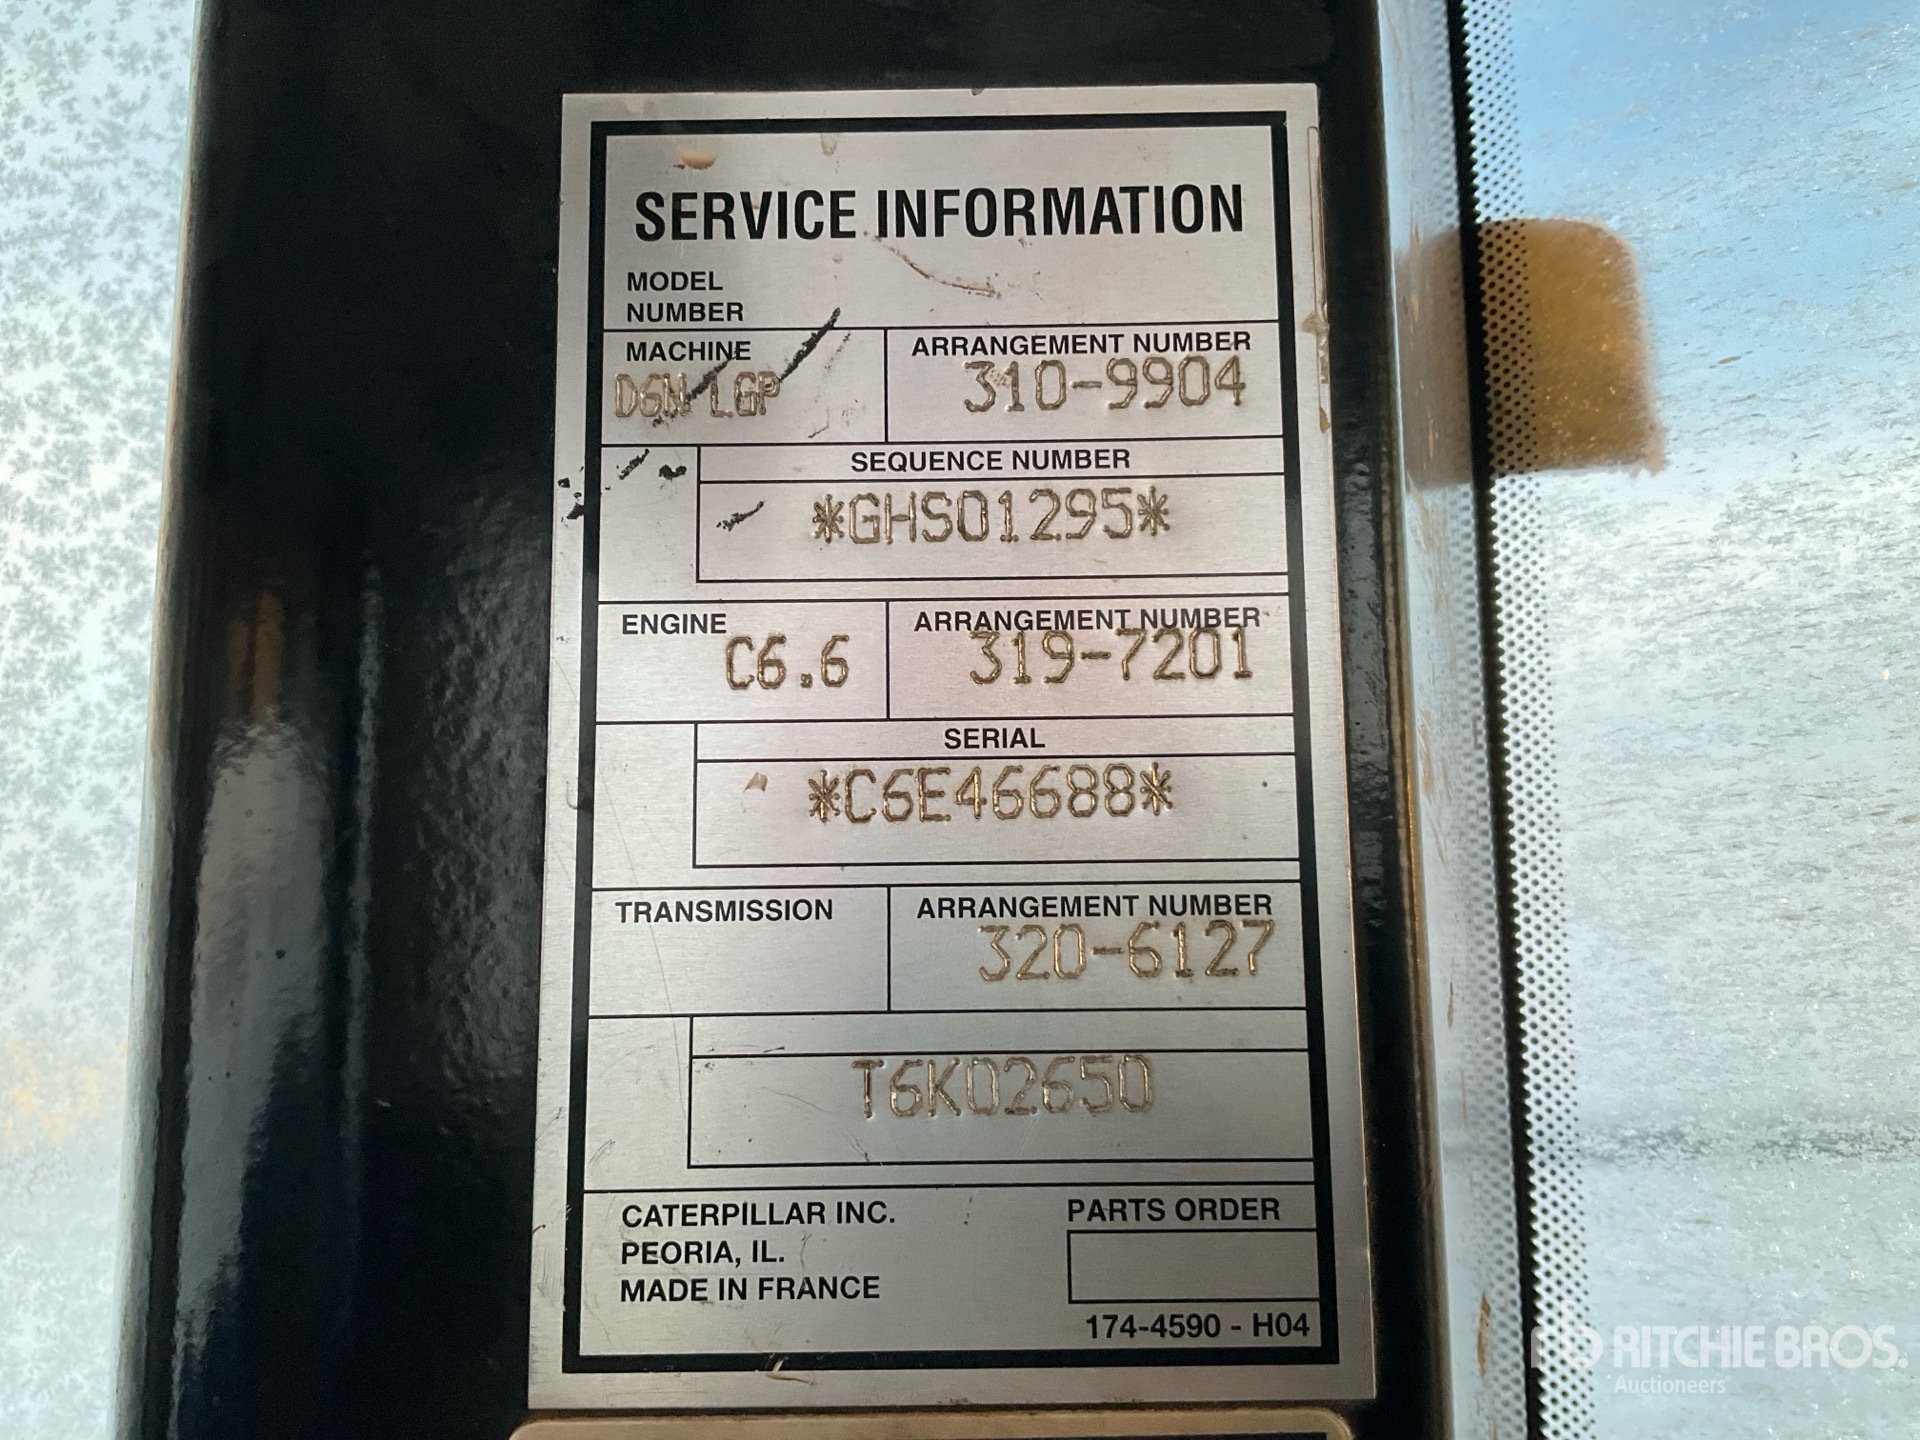 SERVICE INFORMATION
MODEL
NUMBER
MACHINE
D6N LGP
ARRANGEMENT NUMBER
310-9904
SEQUENCE NUMBER
*GHS01295*
ENGINE
C6.6
ARRANGEMENT NUMBER
319-7201
SERIAL
*C6E46688*
TRANSMISSION
ARRANGEMENT NUMBER
320-6127
T6K02650
CATERPILLAR INC.
PEORIA, IL.
MADE IN FRANCE
PARTS ORDER
174-4590 - H04
RITCHIE BROS.
Auctioneers